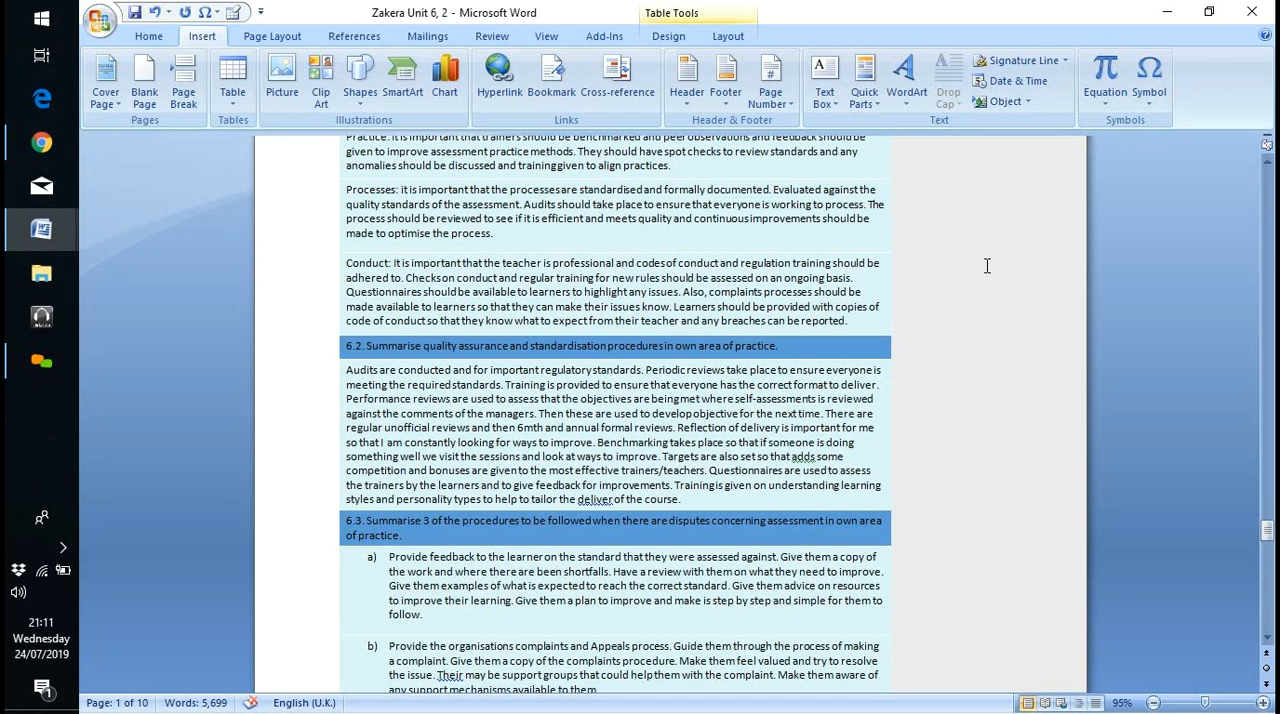 Zakera Unit 6, 2 - Microsoft Word
Table Tools
Home Insert Page Layout References Mailings Review View Add-Ins Design Layout
Cover Page Blank Page Page Break Table Picture Clip Art Shapes SmartArt Chart Hyperlink Bookmark Cross-reference Header Footer Page Number Text Box Quick Parts WordArt Drop Cap Signature Line Date & Time Object Equation Symbol
Pages Tables Illustrations Links Header & Footer Text Symbols
Practice: It is important that trainers should be benchmarked and peer observations and feedback should be
given to improve assessment practice methods. They should have spot checks to review standards and any
anomalies should be discussed and training given to align practices.
Processes: it is important that the processes are standardised and formally documented. Evaluated against the
quality standards of the assessment. Audits should take place to ensure that everyone is working to process. The
process should be reviewed to see if it is efficient and meets quality and continuous improvements should be
made to optimise the process.
Conduct: It is important that the teacher is professional and codes of conduct and regulation training should be
adhered to. Checks on conduct and regular training for new rules should be assessed on an ongoing basis.
Questionnaires should be available to learners to highlight any issues. Also, complaints processes should be
made available to learners so that they can make their issues know. Learners should be provided with copies of
code of conduct so that they know what to expect from their teacher and any breaches can be reported.
6.2. Summarise quality assurance and standardisation procedures in own area of practice.
Audits are conducted and for important regulatory standards. Periodic reviews take place to ensure everyone is
meeting the required standards. Training is provided to ensure that everyone has the correct format to deliver.
Performance reviews are used to assess that the objectives are being met where self-assessments is reviewed
against the comments of the managers. Then these are used to develop objective for the next time. There are
regular unofficial reviews and then 6mth and annual formal reviews. Reflection of delivery is important for me
so that I am constantly looking for ways to improve. Benchmarking takes place so that if someone is doing
something well we visit the sessions and look at ways to improve. Targets are also set so that adds some
competition and bonuses are given to the most effective trainers/teachers. Questionnaires are used to assess
the trainers by the learners and to give feedback for improvements. Training is given on understanding learning
styles and personality types to help to tailor the deliver of the course.
6.3. Summarise 3 of the procedures to be followed when there are disputes concerning assessment in own area
of practice.
a) Provide feedback to the learner on the standard that they were assessed against. Give them a copy of
the work and where there are been shortfalls. Have a review with them on what they need to improve.
Give them examples of what is expected to reach the correct standard. Give them advice on resources
to improve their learning. Give them a plan to improve and make is step by step and simple for them to
follow.
b) Provide the organisations complaints and Appeals process. Guide them through the process of making
a complaint. Give them a copy of the complaints procedure. Make them feel valued and try to resolve
the issue. Their may be support groups that could help them with the complaint. Make them aware of
any support mechanisms available to them
21:11
Wednesday
24/07/2019
1
Page: 1 of 10 Words: 5,699 English (U.K.) 95%